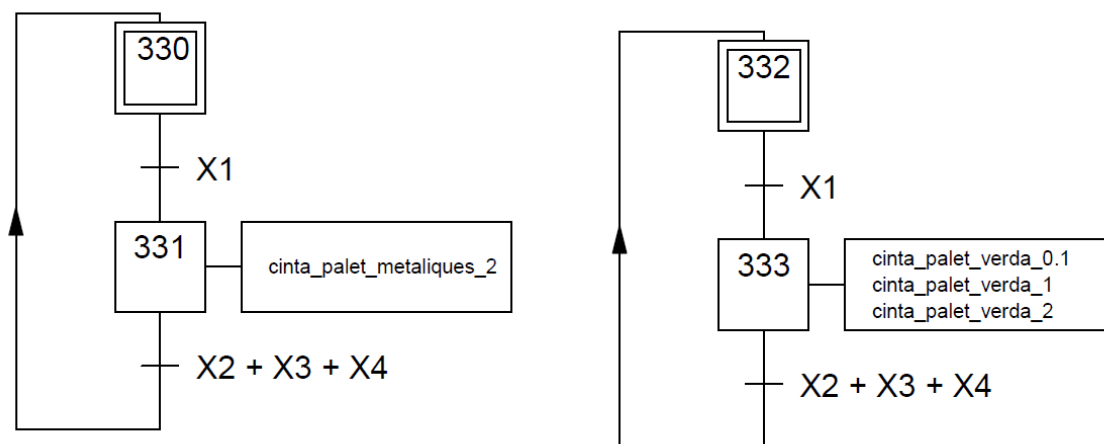 330
X1
331
cinta_palet_metaliques_2
X2 + X3 + X4
332
X1
333
cinta_palet_verda_0.1
cinta_palet_verda_1
cinta_palet_verda_2
X2 + X3 + X4